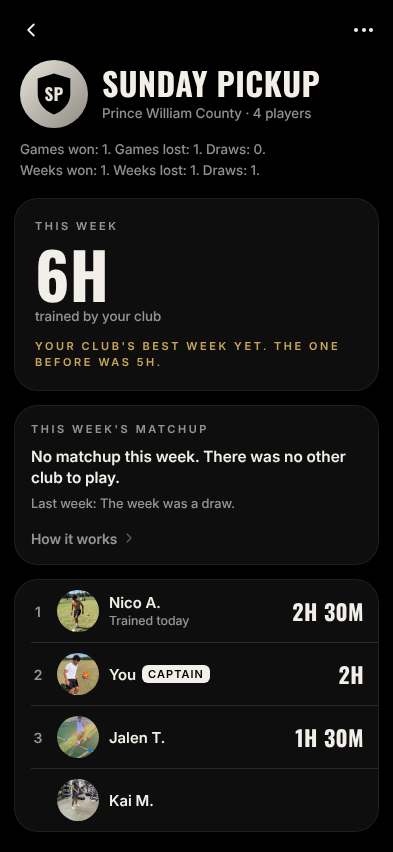 SP
SUNDAY PICKUP
Prince William County · 4 players
Games won: 1. Games lost: 1. Draws: 0.
Weeks won: 1. Weeks lost: 1. Draws: 1.
THIS WEEK
6H
trained by your club
YOUR CLUB'S BEST WEEK YET. THE ONE
BEFORE WAS 5H.
THIS WEEK'S MATCHUP
No matchup this week. There was no other
club to play.
Last week: The week was a draw.
How it works
1 Nico A. 2H 30M
Trained today
2 You CAPTAIN 2H
3 Jalen T. 1H 30M
Kai M.